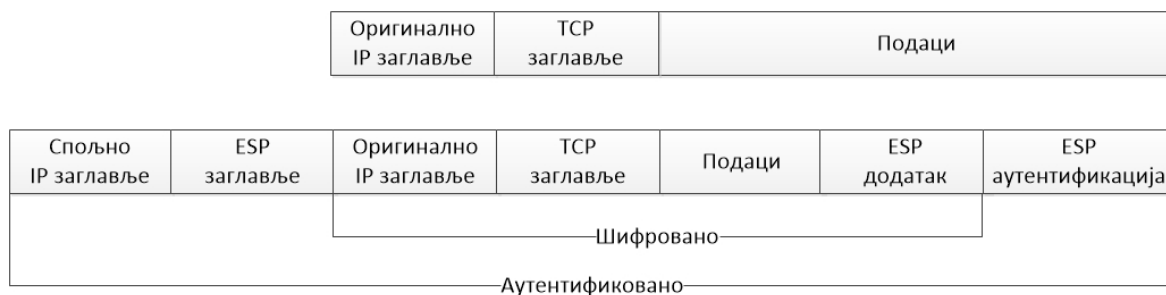 Оригинално TCP Подаци
IP заглавље заглавље
Спољно ESP Оригинално TCP Подаци ESP ESP
IP заглавље заглавље IP заглавље заглавље додатак аутентификација
Шифровано
Аутентификовано